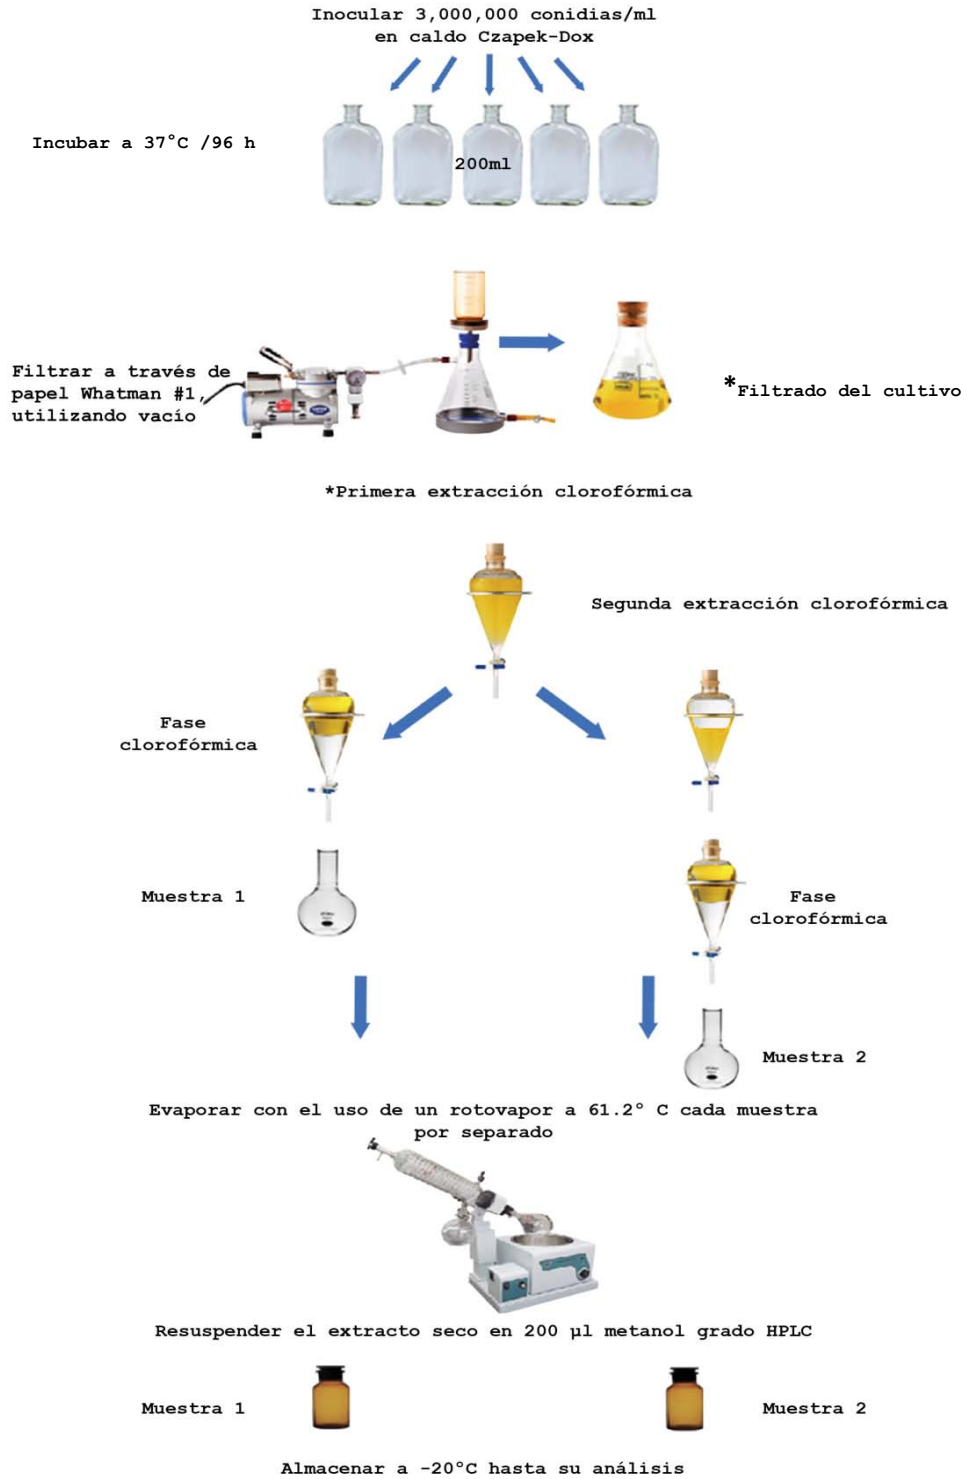 Inocular 3,000,000 conidias/ml
en caldo Czapek-Dox
Incubar a 37°C /96 h
200ml
Filtrar a través de
papel Whatman #1,
utilizando vacío
*Filtrado del cultivo
*Primera extracción clorofórmica
Segunda extracción clorofórmica
Fase
clorofórmica
Muestra 1
Fase
clorofórmica
Muestra 2
Evaporar con el uso de un rotovapor a 61.2º C cada muestra
por separado
Resuspender el extracto seco en 200 µl metanol grado HPLC
Muestra 1
Muestra 2
Almacenar a -20°C hasta su análisis